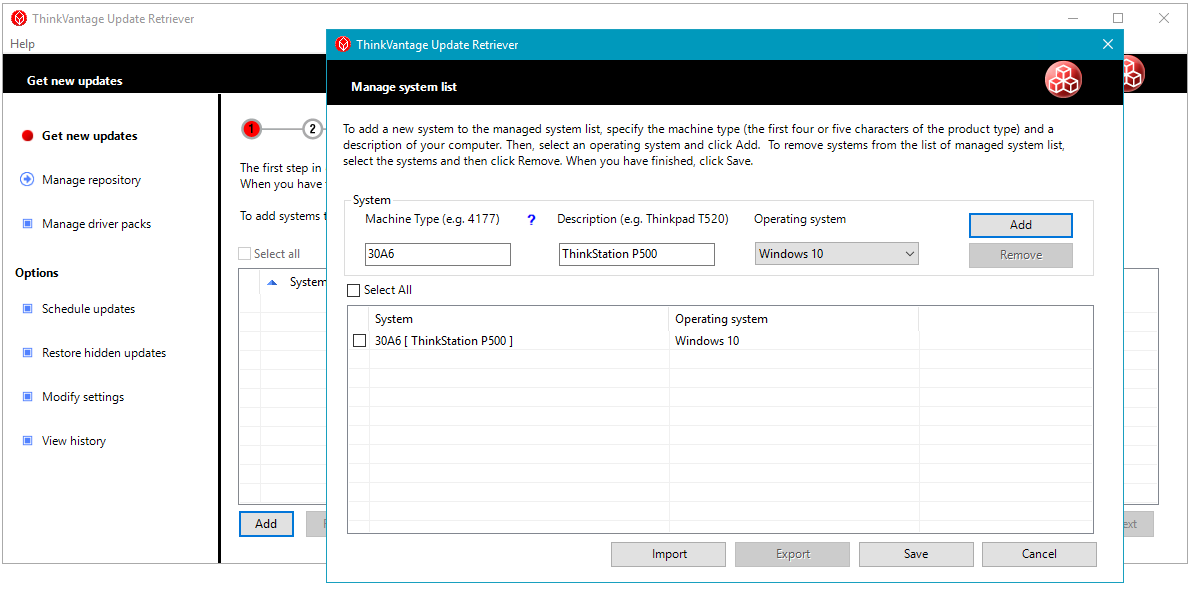 ThinkVantage Update Retriever
Help
Get new updates
Get new updates
Manage repository
Manage driver packs
Options
Schedule updates
Restore hidden updates
Modify settings
View history
1 2
The first step in
When you have
To add systems
Select all
System
Add
ThinkVantage Update Retriever
Manage system list
To add a new system to the managed system list, specify the machine type (the first four or five characters of the product type) and a
description of your computer. Then, select an operating system and click Add. To remove systems from the list of managed system list,
select the systems and then click Remove. When you have finished, click Save.
System
Machine Type (e.g. 4177) ? Description (e.g. Thinkpad T520) Operating system
Add
30A6 ThinkStation P500 Windows 10
Remove
Select All
System Operating system
30A6 [ ThinkStation P500 ] Windows 10
Import Export Save Cancel